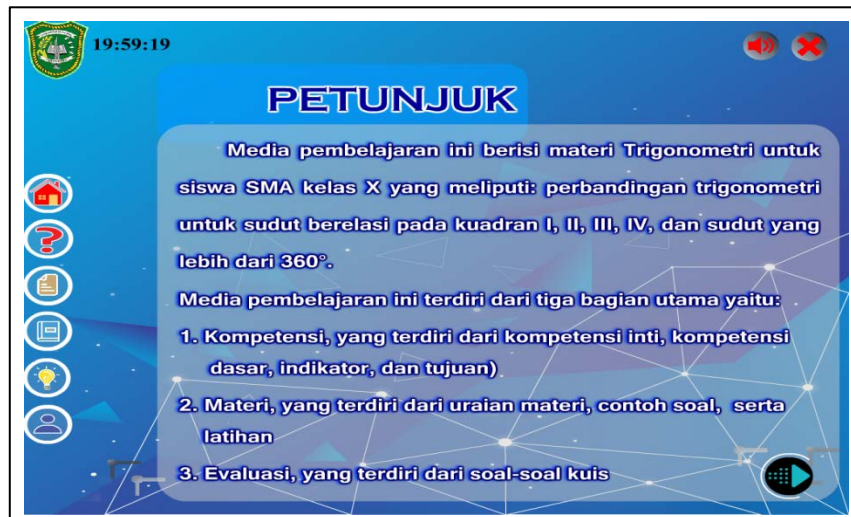 19:59:19
PETUNJUK
Media pembelajaran ini berisi materi Trigonometri untuk
siswa SMA kelas X yang meliputi: perbandingan trigonometri
untuk sudut berelasi pada kuadran I, II, III, IV, dan sudut yang
lebih dari 360°.
Media pembelajaran ini terdiri dari tiga bagian utama yaitu:
1. Kompetensi, yang terdiri dari kompetensi inti, kompetensi
dasar, indikator, dan tujuan)
2. Materi, yang terdiri dari uraian materi, contoh soal, serta
latihan
3. Evaluasi, yang terdiri dari soal-soal kuis